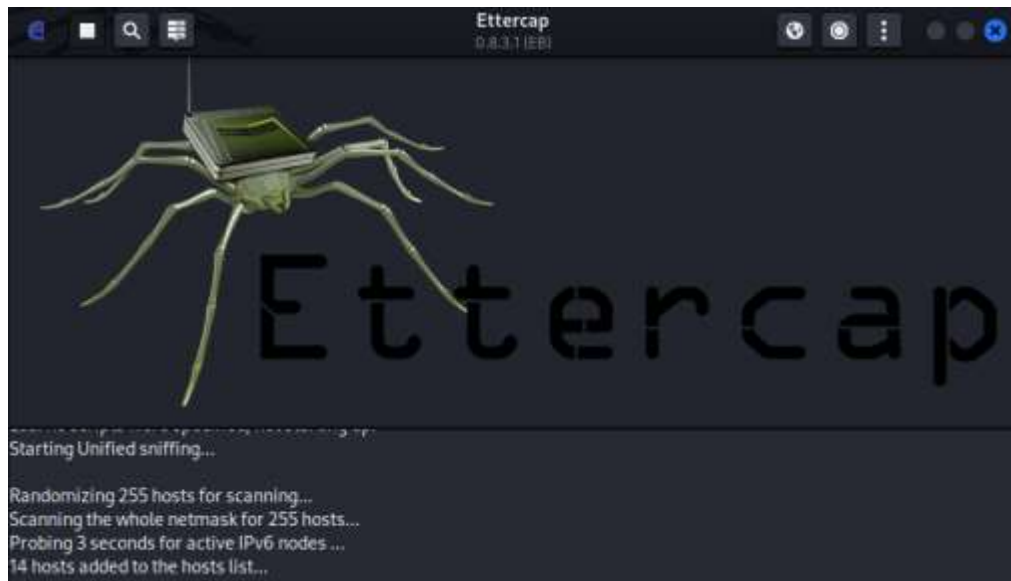 Ettercap
0.8.3.1 (EB)
Ettercap
Starting Unified sniffing...
Randomizing 255 hosts for scanning...
Scanning the whole netmask for 255 hosts...
Probing 3 seconds for active IPv6 nodes ...
14 hosts added to the hosts list...